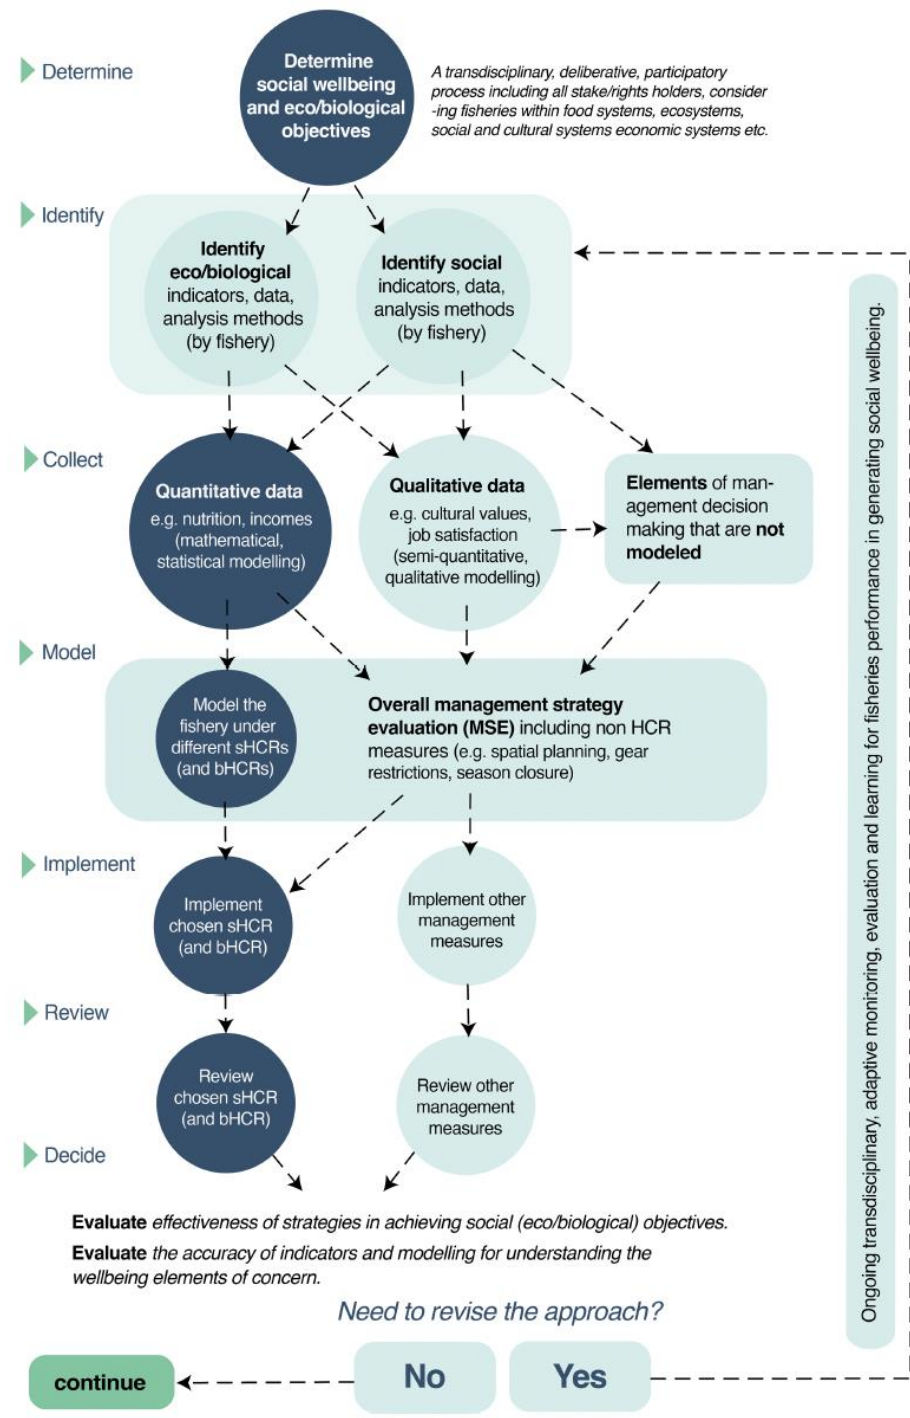 Determine
Determine
social wellbeing
and eco/biological
objectives
A transdisciplinary, deliberative, participatory
process including all stake/rights holders, consider
-ing fisheries within food systems, ecosystems,
social and cultural systems economic systems etc.
Identify
Identify
eco/biological
indicators, data,
analysis methods
(by fishery)
Identify social
indicators, data,
analysis methods
(by fishery)
Collect
Quantitative data
e.g. nutrition, incomes
(mathematical,
statistical modelling)
Qualitative data
e.g. cultural values,
job satisfaction
(semi-quantitative,
qualitative modelling)
Elements of man-
agement decision
making that are not
modeled
Model
Model the
fishery under
different sHCRs
(and bHCRs)
Overall management strategy
evaluation (MSE) including non HCR
measures (e.g. spatial planning, gear
restrictions, season closure)
Implement
Implement
chosen sHCR
(and bHCR)
Implement other
management
measures
Review
Review
chosen sHCR
(and bHCR)
Review other
management
measures
Decide
Evaluate effectiveness of strategies in achieving social (eco/biological) objectives.
Evaluate the accuracy of indicators and modelling for understanding the
wellbeing elements of concern.
Need to revise the approach?
continue
No
Yes
Ongoing transdisciplinary, adaptive monitoring, evaluation and learning for fisheries performance in generating social wellbeing.